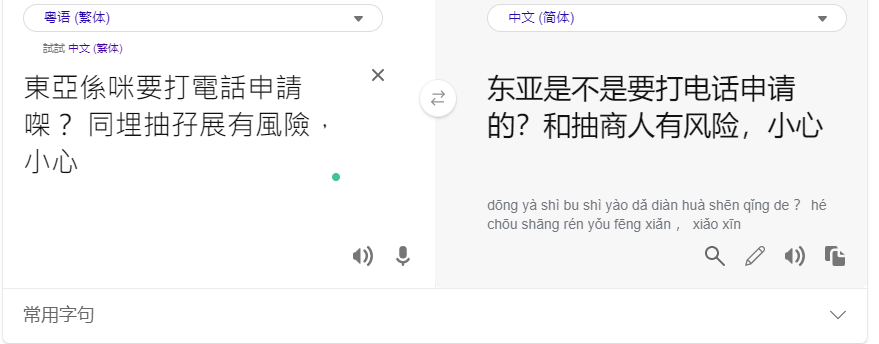 粤语 (繁体)
試試 中文 (繁体)
東亞係咪要打電話申請
㗎？ 同埋抽孖展有風險，
小心
中文 (简体)
东亚是不是要打电话申请
的？和抽商人有风险，小心
dōng yà shì bu shì yào dǎ diàn huà shēn qǐng de ？ hé
chōu shāng rén yǒu fēng xiǎn ， xiǎo xīn
常用字句